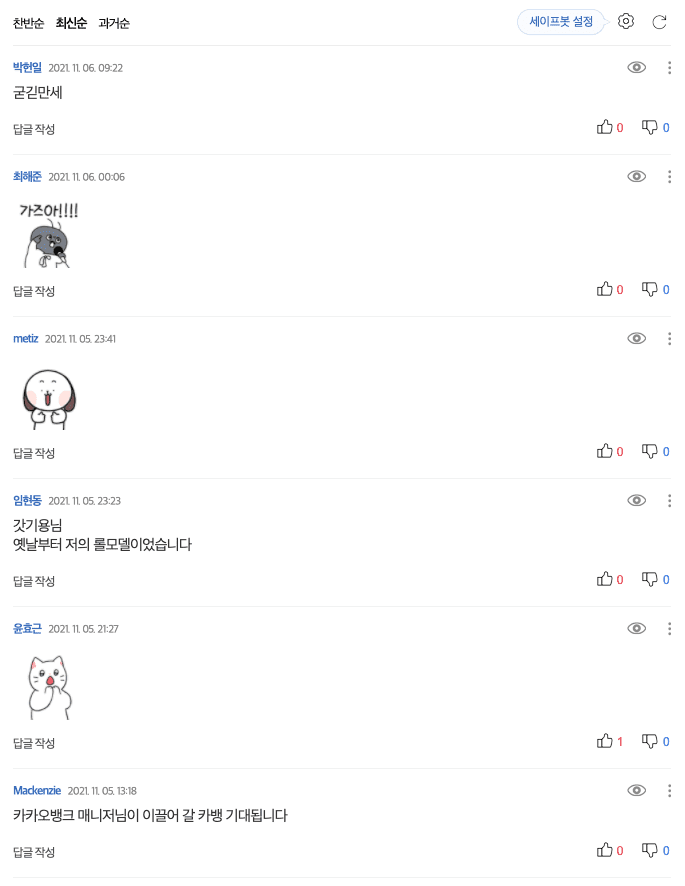 찬반순 최신순 과거순 세이프봇 설정
박헌일 2021. 11. 06. 09:22
굳긷만세
답글 작성 0 0
최해준 2021. 11. 06. 00:06
가즈아!!!!
답글 작성 0 0
metiz 2021. 11. 05. 23:41
답글 작성 0 0
임현동 2021. 11. 05. 23:23
갓기용님
옛날부터 저의 롤모델이었습니다
답글 작성 0 0
윤효근 2021. 11. 05. 21:27
답글 작성 1 0
Mackenzie 2021. 11. 05. 13:18
카카오뱅크 매니저님이 이끌어 갈 카뱅 기대됩니다
답글 작성 0 0